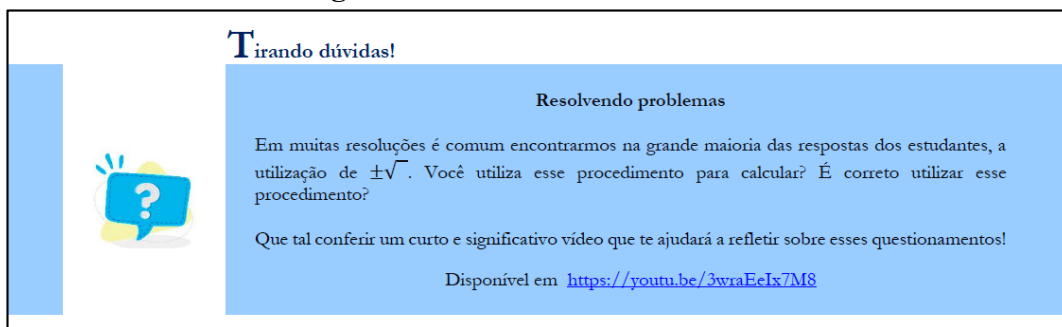 Tirando dúvidas!
Resolvendo problemas
Em muitas resoluções é comum encontrarmos na grande maioria das respostas dos estudantes, a
utilização de ±√ . Você utiliza esse procedimento para calcular? É correto utilizar esse
procedimento?
Que tal conferir um curto e significativo vídeo que te ajudará a refletir sobre esses questionamentos!
Disponível em https://youtu.be/3wraEeIx7M8